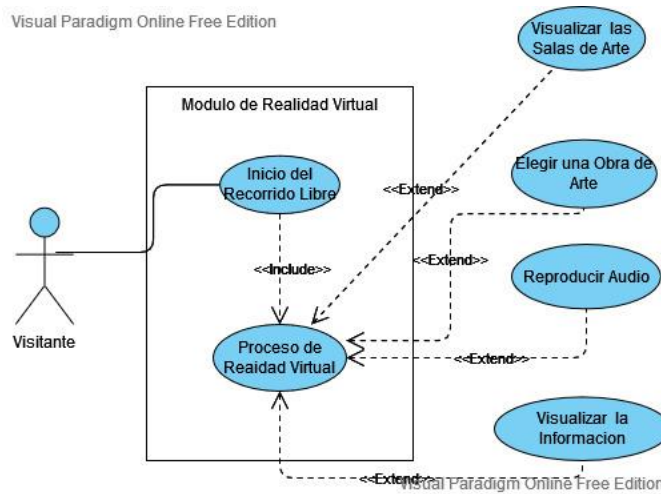 Visual Paradigm Online Free Edition
Visualizar las
Salas de Arte
Modulo de Realidad Virtual
Inicio del
Recorrido Libre
Elegir una Obra de
Arte
<<Extend>>
<<Extend>>
<<Include>>
Reproducir Audio
Visitante
Proceso de
Reaidad Virtual
<<Extend>>
Visualizar la
Informacion
<<Extend>>
Visual Paradigm Online Free Edition